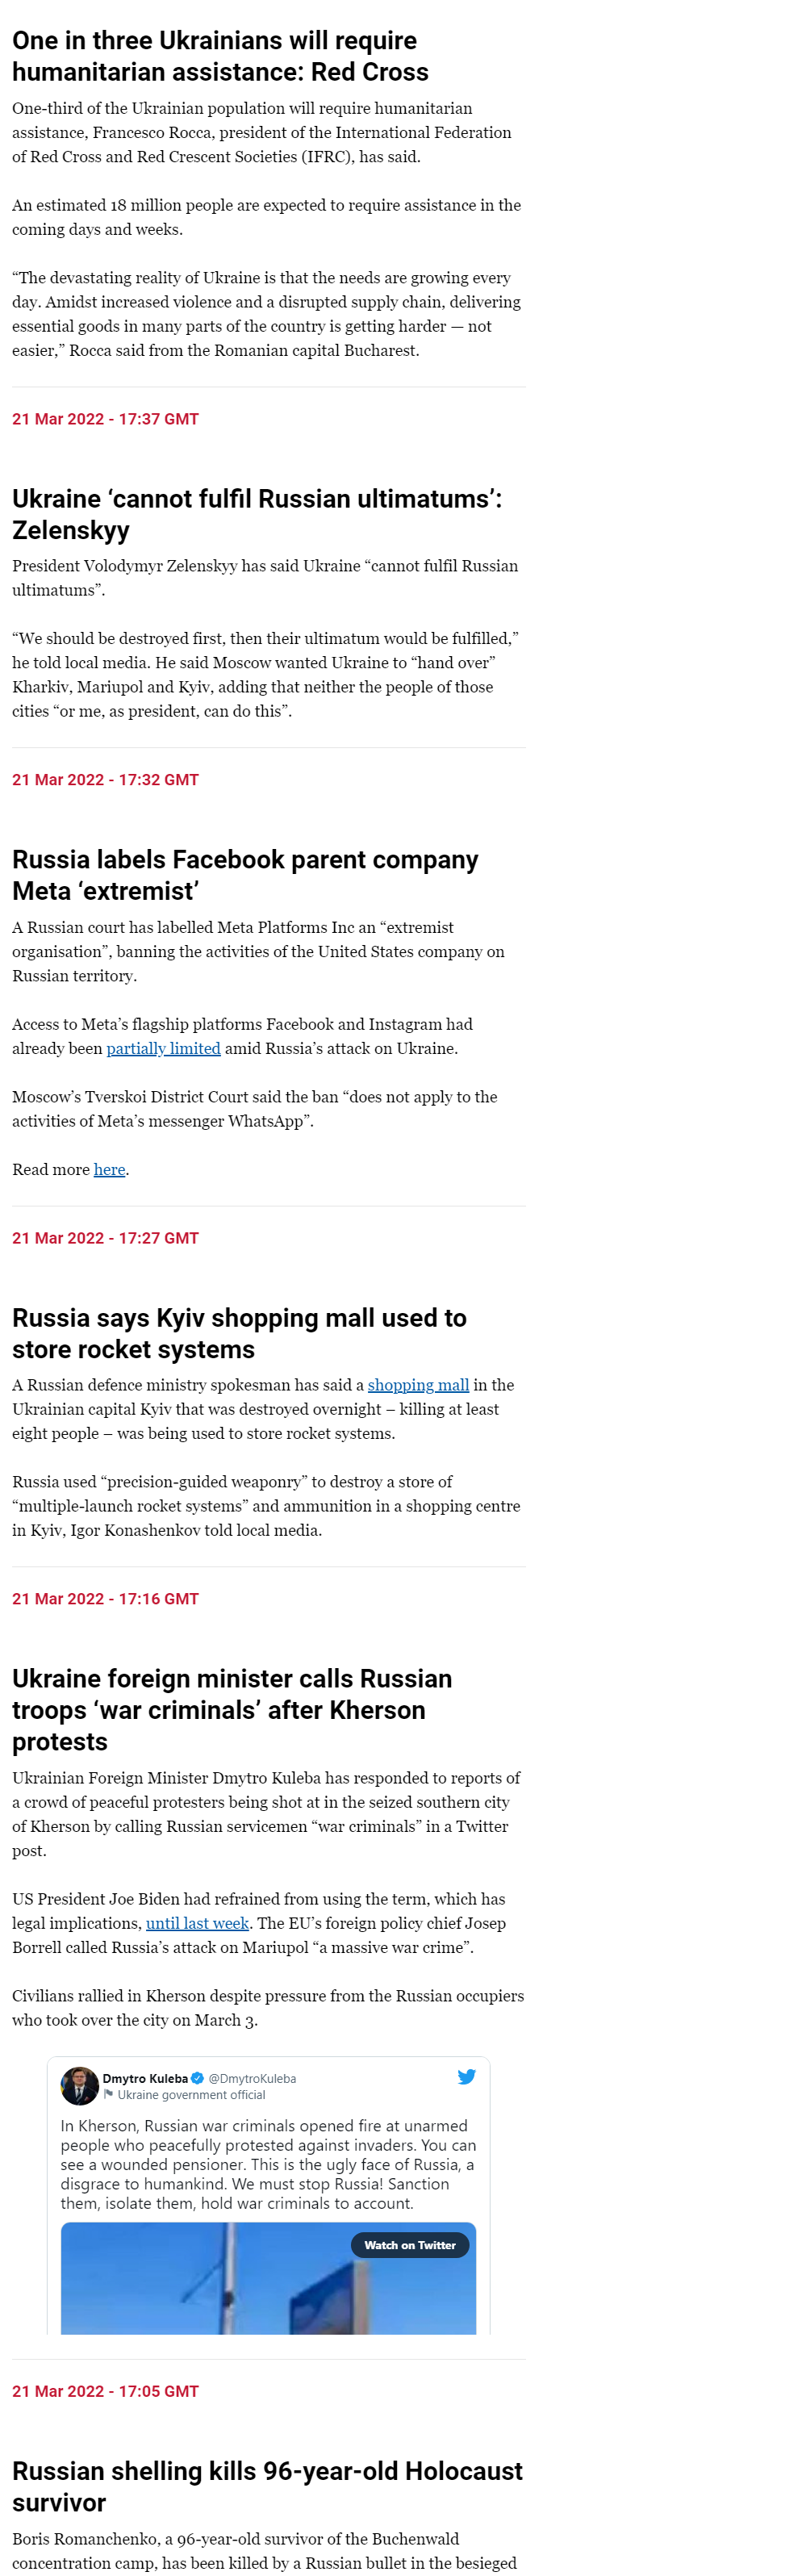 One in three Ukrainians will require
humanitarian assistance: Red Cross
One-third of the Ukrainian population will require humanitarian
assistance, Francesco Rocca, president of the International Federation
of Red Cross and Red Crescent Societies (IFRC), has said.
An estimated 18 million people are expected to require assistance in the
coming days and weeks.
“The devastating reality of Ukraine is that the needs are growing every
day. Amidst increased violence and a disrupted supply chain, delivering
essential goods in many parts of the country is getting harder — not
easier,” Rocca said from the Romanian capital Bucharest.
21 Mar 2022 - 17:37 GMT
Ukraine ‘cannot fulfil Russian ultimatums’:
Zelenskyy
President Volodymyr Zelenskyy has said Ukraine “cannot fulfil Russian
ultimatums”.
“We should be destroyed first, then their ultimatum would be fulfilled,”
he told local media. He said Moscow wanted Ukraine to “hand over”
Kharkiv, Mariupol and Kyiv, adding that neither the people of those
cities “or me, as president, can do this”.
21 Mar 2022 - 17:32 GMT
Russia labels Facebook parent company
Meta ‘extremist’
A Russian court has labelled Meta Platforms Inc an “extremist
organisation”, banning the activities of the United States company on
Russian territory.
Access to Meta’s flagship platforms Facebook and Instagram had
already been partially limited amid Russia’s attack on Ukraine.
Moscow’s Tverskoi District Court said the ban “does not apply to the
activities of Meta’s messenger WhatsApp”.
Read more here.
21 Mar 2022 - 17:27 GMT
Russia says Kyiv shopping mall used to
store rocket systems
A Russian defence ministry spokesman has said a shopping mall in the
Ukrainian capital Kyiv that was destroyed overnight – killing at least
eight people – was being used to store rocket systems.
Russia used “precision-guided weaponry” to destroy a store of
“multiple-launch rocket systems” and ammunition in a shopping centre
in Kyiv, Igor Konashenkov told local media.
21 Mar 2022 - 17:16 GMT
Ukraine foreign minister calls Russian
troops ‘war criminals’ after Kherson
protests
Ukrainian Foreign Minister Dmytro Kuleba has responded to reports of
a crowd of peaceful protesters being shot at in the seized southern city
of Kherson by calling Russian servicemen “war criminals” in a Twitter
post.
US President Joe Biden had refrained from using the term, which has
legal implications, until last week. The EU’s foreign policy chief Josep
Borrell called Russia’s attack on Mariupol “a massive war crime”.
Civilians rallied in Kherson despite pressure from the Russian occupiers
who took over the city on March 3.
Dmytro Kuleba @DmytroKuleba
Ukraine government official
In Kherson, Russian war criminals opened fire at unarmed
people who peacefully protested against invaders. You can
see a wounded pensioner. This is the ugly face of Russia, a
disgrace to humankind. We must stop Russia! Sanction
them, isolate them, hold war criminals to account.
Watch on Twitter
21 Mar 2022 - 17:05 GMT
Russian shelling kills 96-year-old Holocaust
survivor
Boris Romanchenko, a 96-year-old survivor of the Buchenwald
concentration camp, has been killed by a Russian bullet in the besieged